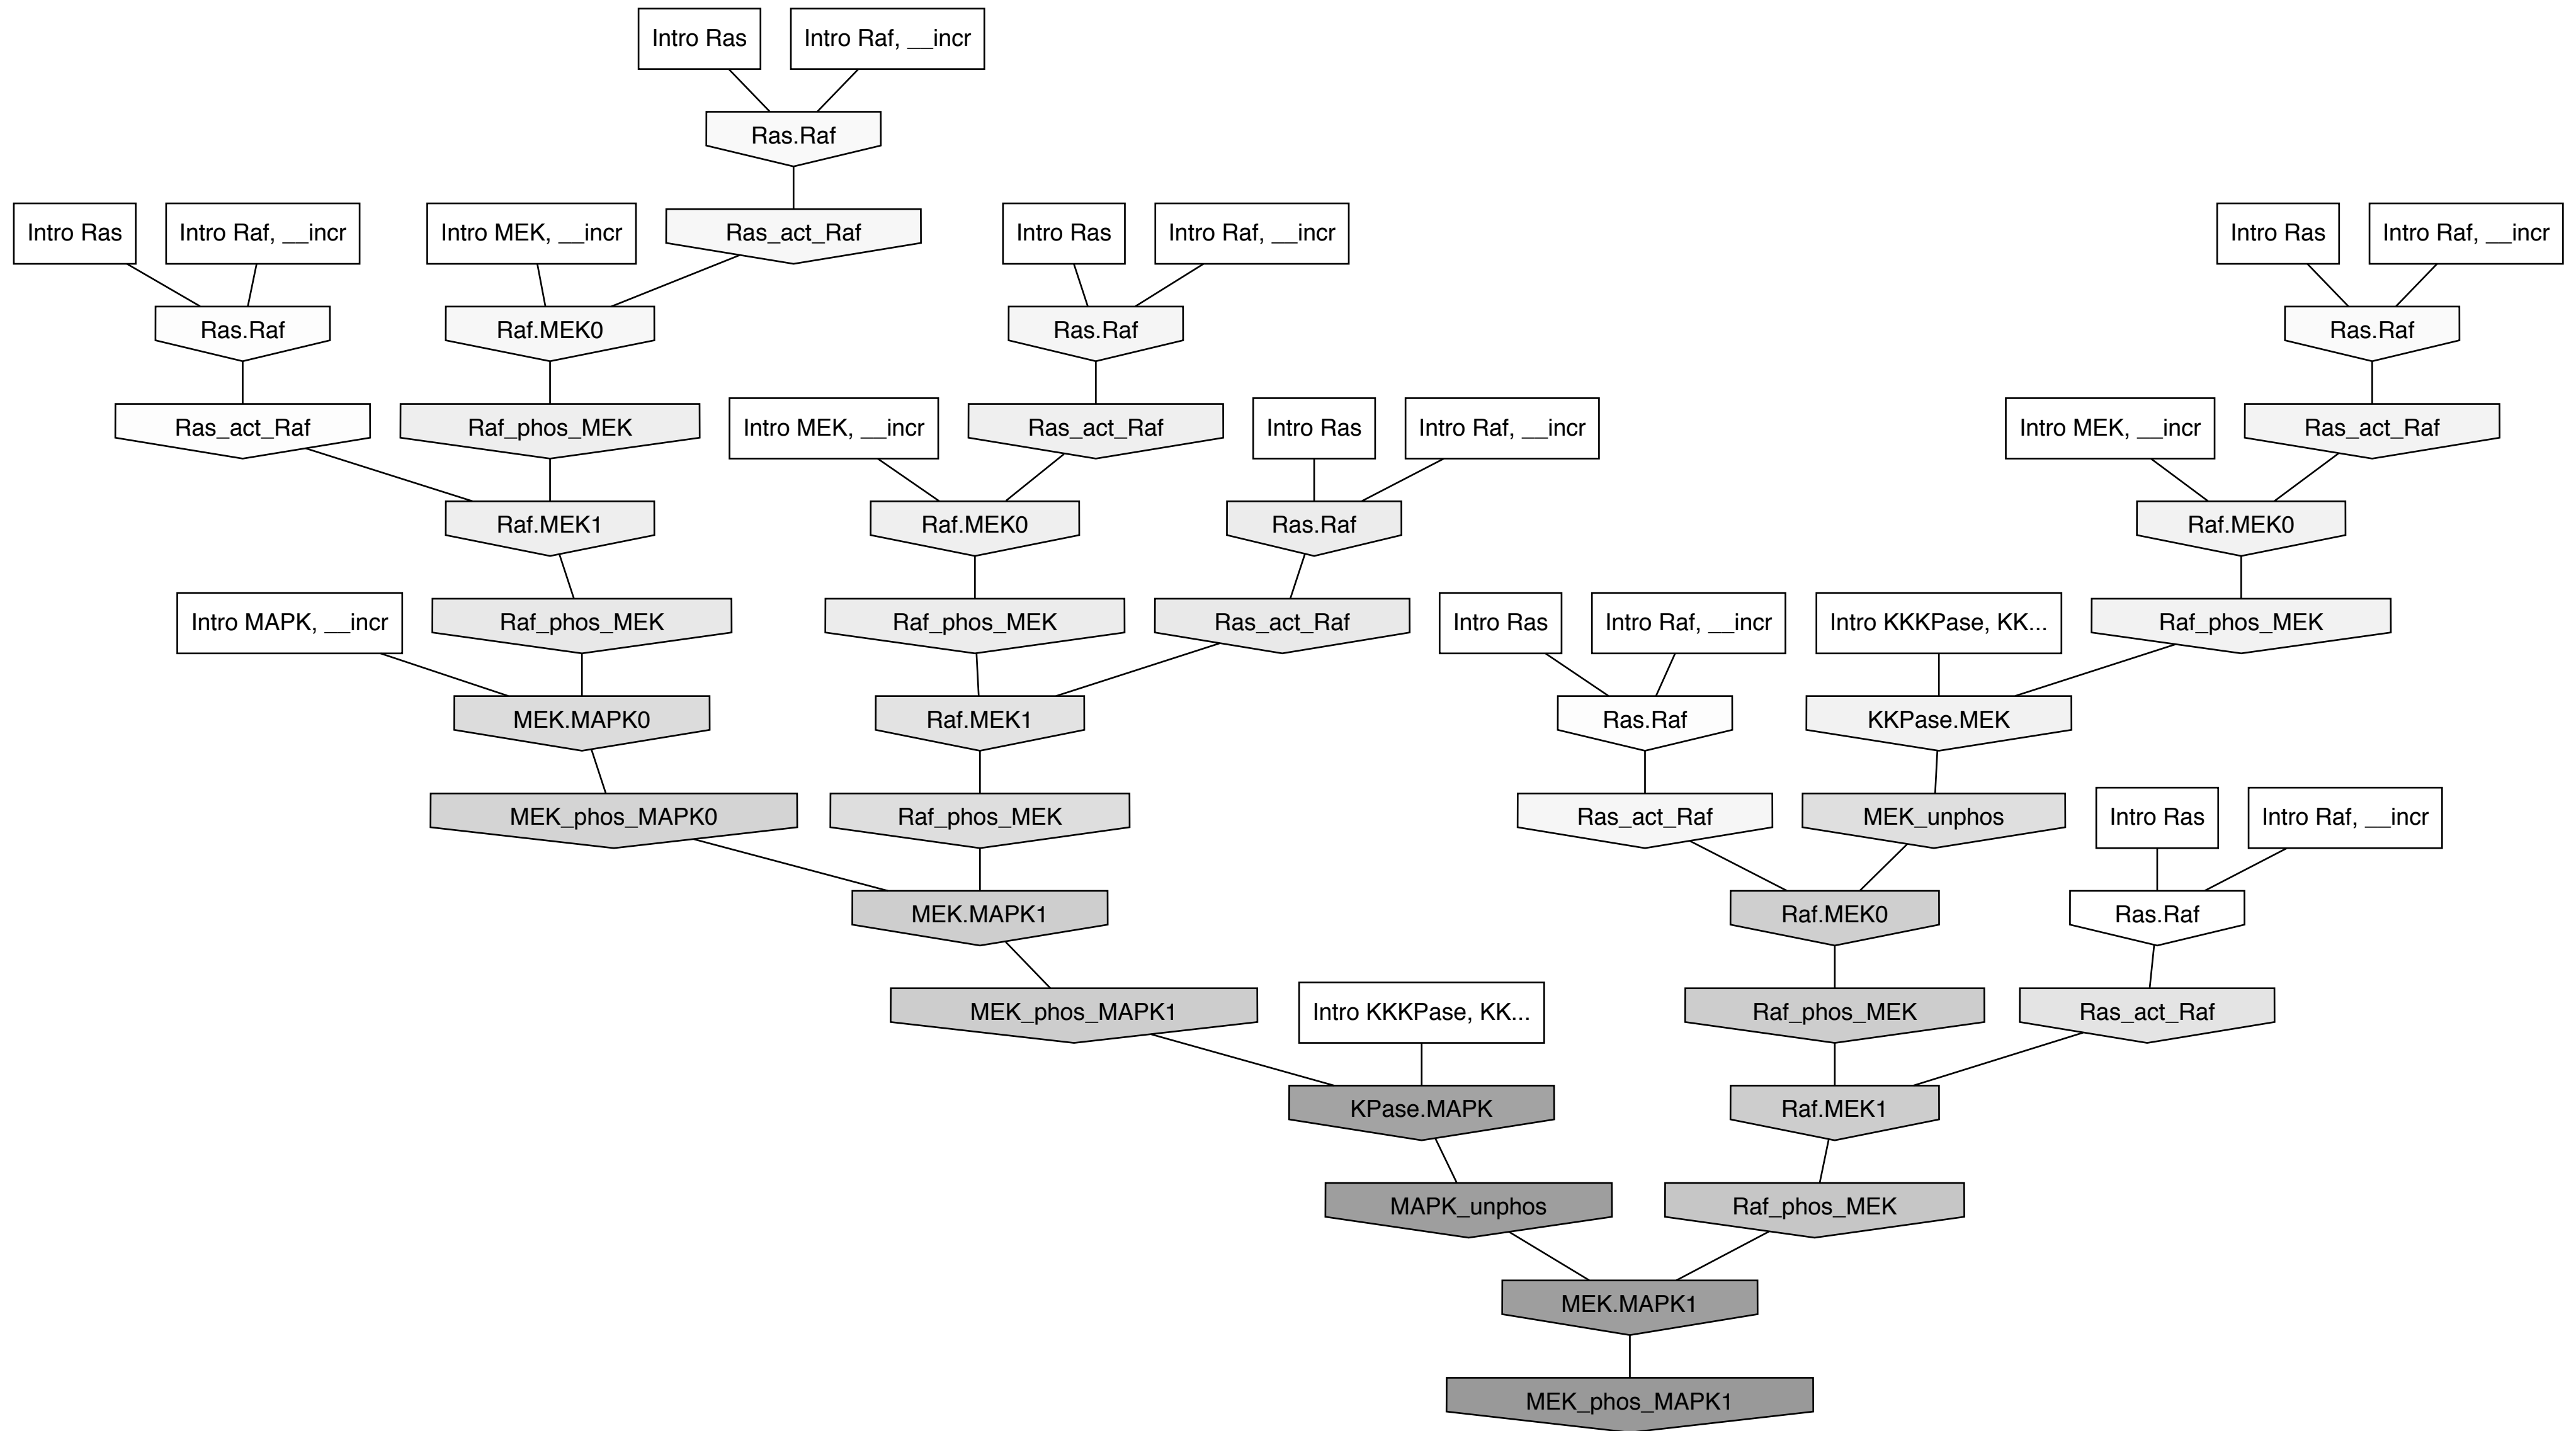 Intro Ras
Intro Raf, __incr
Ras.Raf
Intro Ras
Intro Raf, __incr
Intro MEK, __incr
Ras_act_Raf
Intro Ras
Intro Raf, __incr
Intro Ras
Intro Raf, __incr
Ras.Raf
Raf.MEK0
Ras.Raf
Ras.Raf
Ras_act_Raf
Raf_phos_MEK
Intro MEK, __incr
Ras_act_Raf
Intro Ras
Intro Raf, __incr
Intro MEK, __incr
Ras_act_Raf
Raf.MEK1
Raf.MEK0
Ras.Raf
Raf.MEK0
Intro MAPK, __incr
Raf_phos_MEK
Raf_phos_MEK
Ras_act_Raf
Intro Ras
Intro Raf, __incr
Intro KKKPase, KK...
Raf_phos_MEK
MEK.MAPK0
Raf.MEK1
Ras.Raf
KKPase.MEK
MEK_phos_MAPK0
Raf_phos_MEK
Ras_act_Raf
MEK_unphos
Intro Ras
Intro Raf, __incr
MEK.MAPK1
Raf.MEK0
Ras.Raf
MEK_phos_MAPK1
Intro KKKPase, KK...
Raf_phos_MEK
Ras_act_Raf
KPase.MAPK
Raf.MEK1
MAPK_unphos
Raf_phos_MEK
MEK.MAPK1
MEK_phos_MAPK1